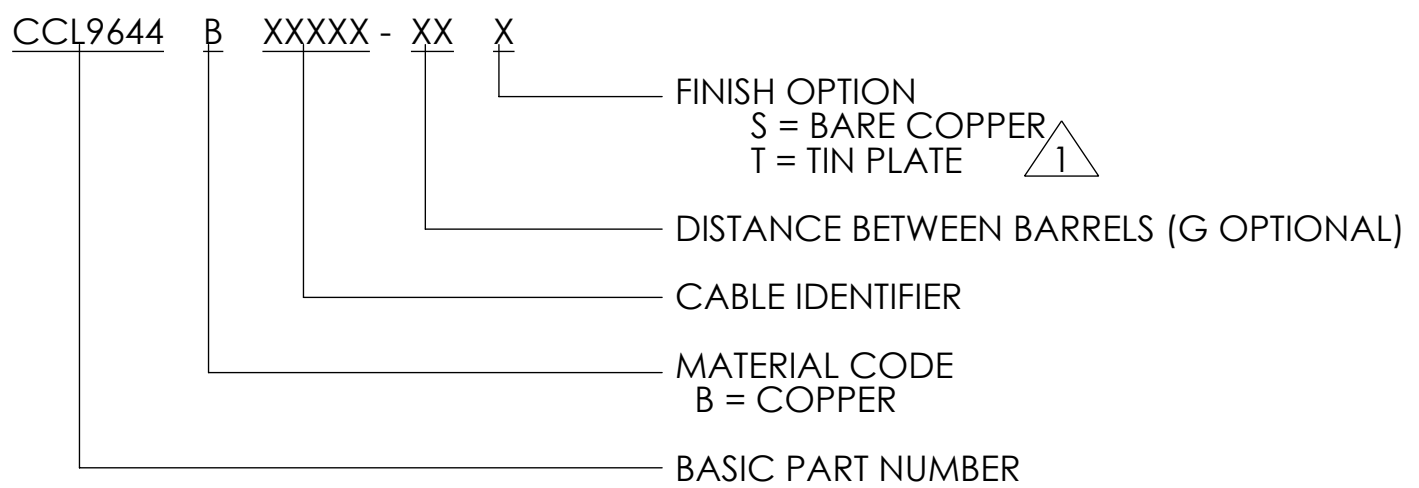 CCL9644 B XXXXX - XX X
FINISH OPTION
S = BARE COPPER
T = TIN PLATE 1
DISTANCE BETWEEN BARRELS (G OPTIONAL)
CABLE IDENTIFIER
MATERIAL CODE
B = COPPER
BASIC PART NUMBER